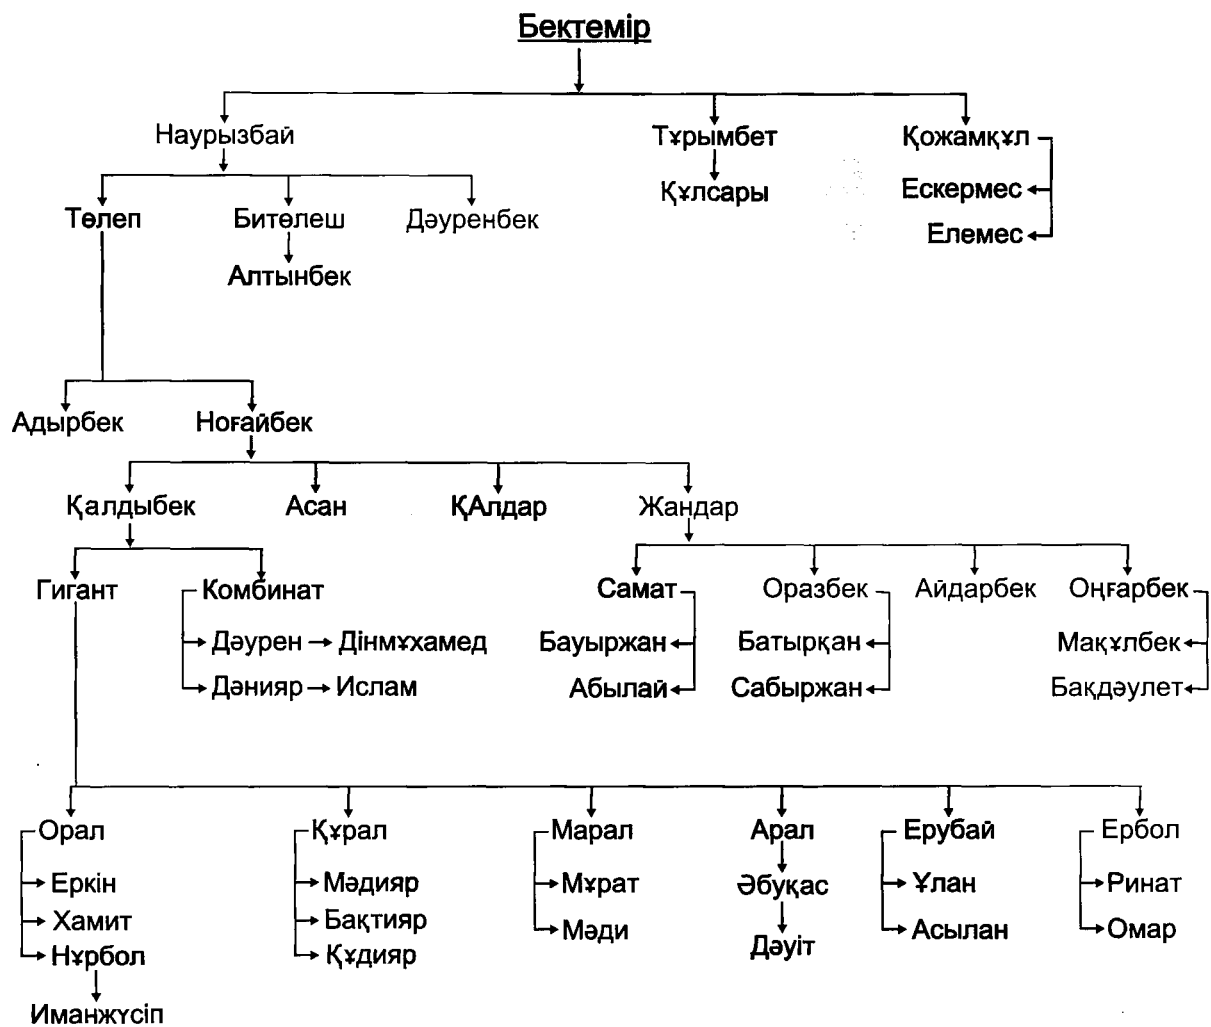 Бектемір
Наурызбай Тұрымбет Қожамқұл
Төлеп Битөлеш Дәуренбек Құлсары Ескермес
Елемес
Алтынбек
Адырбек Ноғайбек
Қалдыбек Асан ҚАлдар Жандар
Гигант Комбинат Самат Оразбек Айдарбек Оңғарбек
Дәурен Дінмұхамед Бауыржан Батырқан Мақұлбек
Дәнияр Ислам Абылай Сабыржан Бақдәулет
Орал Құрал Марал Арал Ерубай Ербол
Еркін Мәдияр Мұрат Әбуқас Ұлан Ринат
Хамит Бақтияр Мәди Дәуіт Асылан Омар
Нұрбол Құдияр
Иманжүсіп